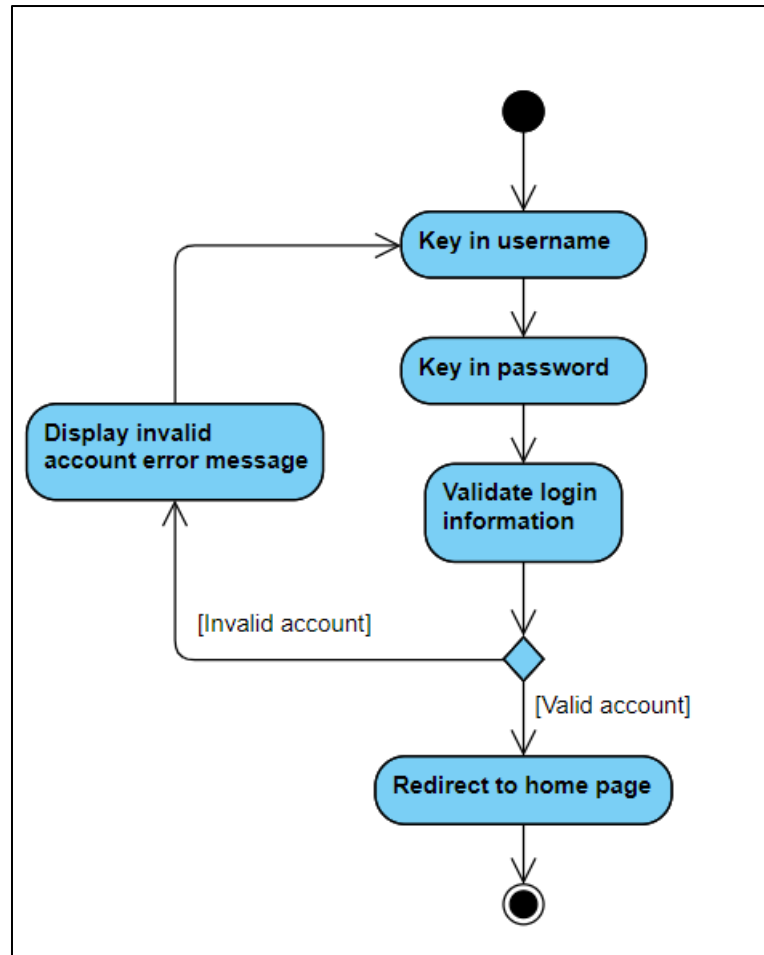 Key in username
Key in password
Display invalid
account error message
Validate login
information
[Invalid account]
[Valid account]
Redirect to home page